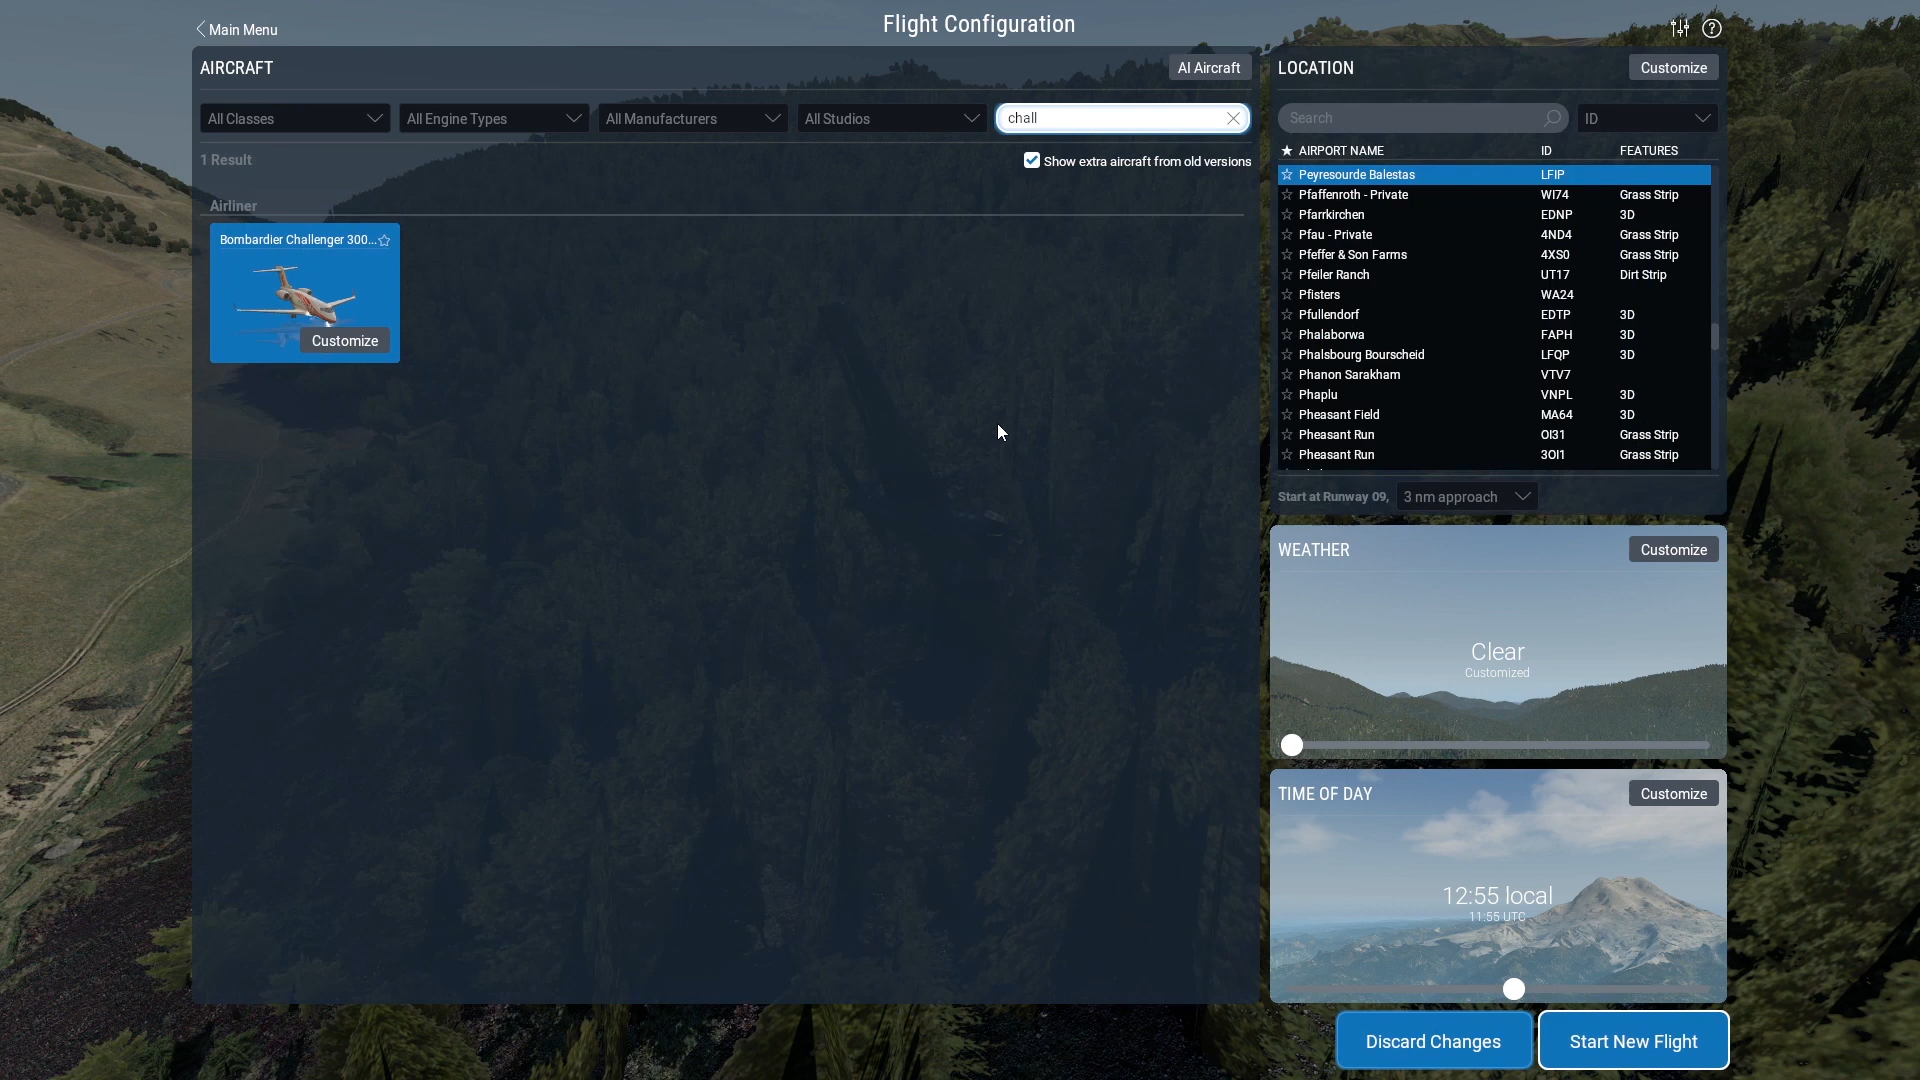 Main Menu
Flight Configuration
AIRCRAFT
AI Aircraft
All Classes
All Engine Types
All Manufacturers
All Studios
chall
1 Result
Show extra aircraft from old versions
Airliner
Bombardier Challenger 300...
Customize
LOCATION
Customize
Search
ID
AIRPORT NAME ID FEATURES
Peyresourde Balestas LFIP
Pfaffenroth - Private WI74 Grass Strip
Pfarrkirchen EDNP 3D
Pfau - Private 4ND4 Grass Strip
Pfeffer & Son Farms 4XS0 Grass Strip
Pfeiler Ranch UT17 Dirt Strip
Pfisters WA24
Pfullendorf EDTP 3D
Phalaborwa FAPH 3D
Phalsbourg Bourscheid LFQP 3D
Phanon Sarakham VTV7
Phaplu VNPL 3D
Pheasant Field MA64 3D
Pheasant Run OI31 Grass Strip
Pheasant Run 3OI1 Grass Strip
Start at Runway 09, 3 nm approach
WEATHER
Customize
Clear
Customized
TIME OF DAY
Customize
12:55 local
11:55 UTC
Discard Changes
Start New Flight